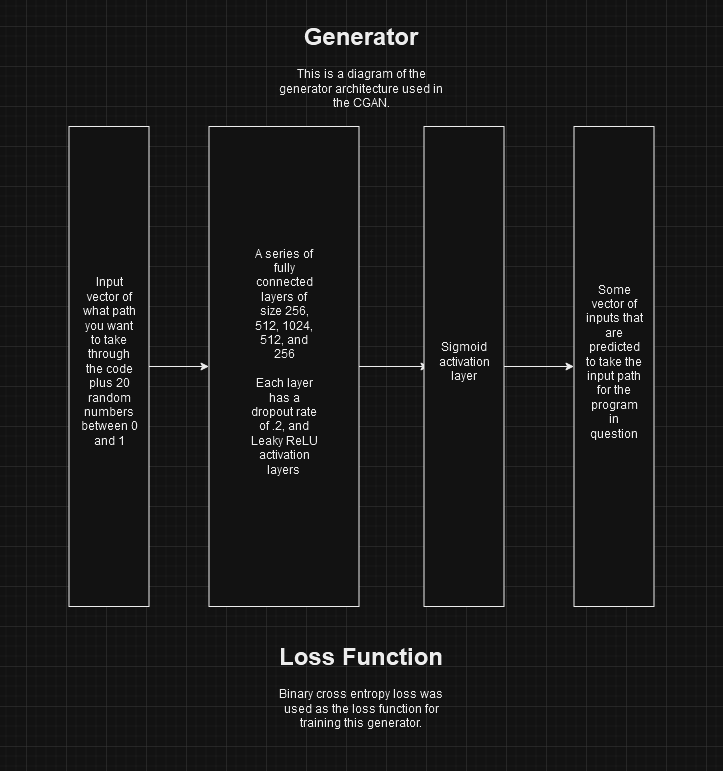 Generator
This is a diagram of the
generator architecture used in
the CGAN.
Input
vector of
what path
you want
to take
through
the code
plus 20
random
numbers
between 0
and 1
A series of
fully
connected
layers of
size 256,
512, 1024,
512, and
256
Each layer
has a
dropout rate
of .2, and
Leaky ReLU
activation
layers
Sigmoid
activation
layer
Some
vector of
inputs that
are
predicted
to take the
input path
for the
program
in
question
Loss Function
Binary cross entropy loss was
used as the loss function for
training this generator.